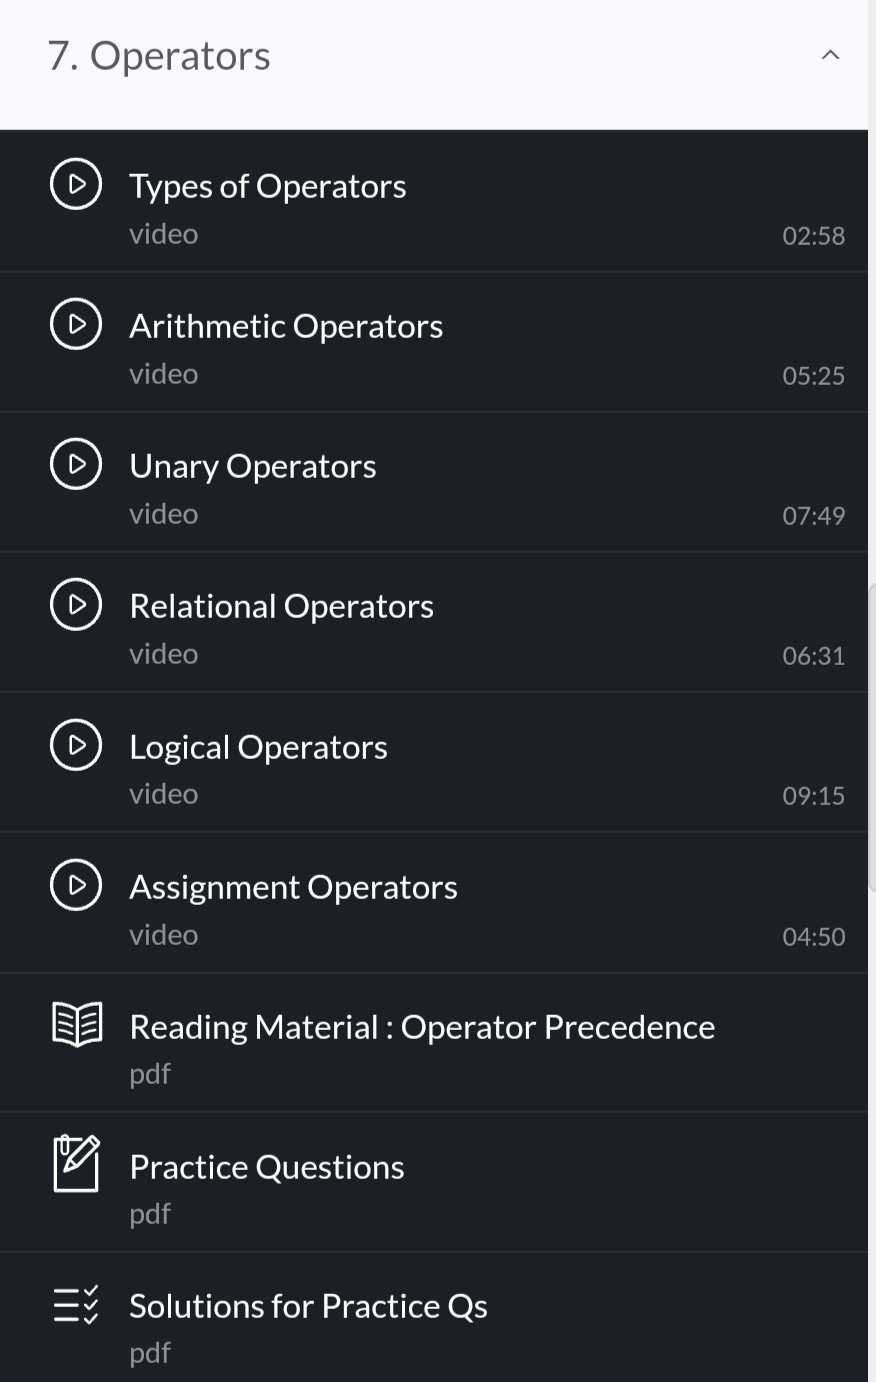 7. Operators
Types of Operators
video
02:58
Arithmetic Operators
video
05:25
Unary Operators
video
07:49
Relational Operators
video
06:31
Logical Operators
video
09:15
Assignment Operators
video
04:50
Reading Material : Operator Precedence
pdf
Practice Questions
pdf
Solutions for Practice Qs
pdf